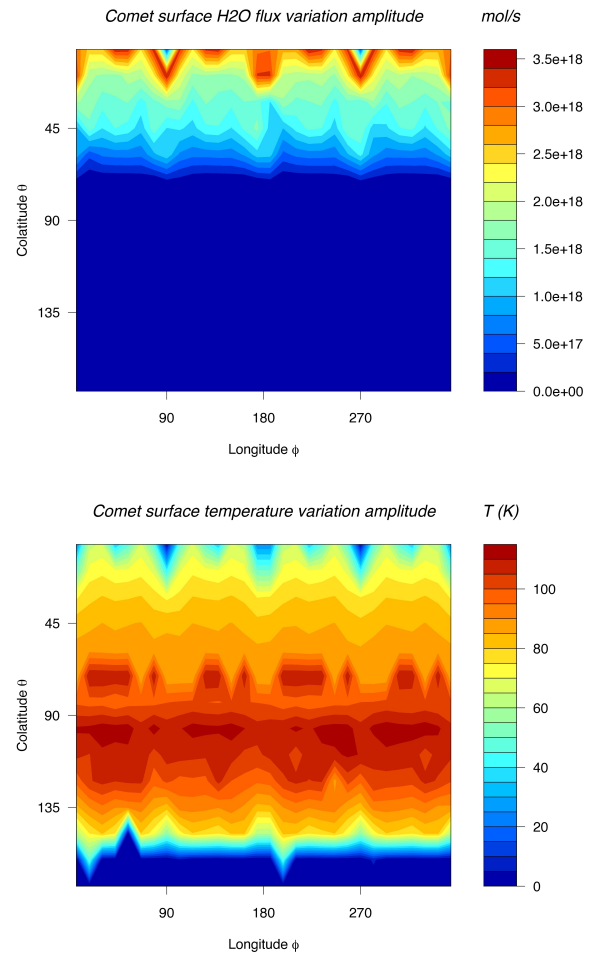 Comet surface H2O flux variation amplitude
mol/s
3.5e+18
3.0e+18
2.5e+18
2.0e+18
1.5e+18
1.0e+18
5.0e+17
0.0e+00
Colatitude θ
45
90
135
90 180 270
Longitude ϕ
Comet surface temperature variation amplitude
T (K)
100
80
60
40
20
0
Colatitude θ
45
90
135
90 180 270
Longitude ϕ